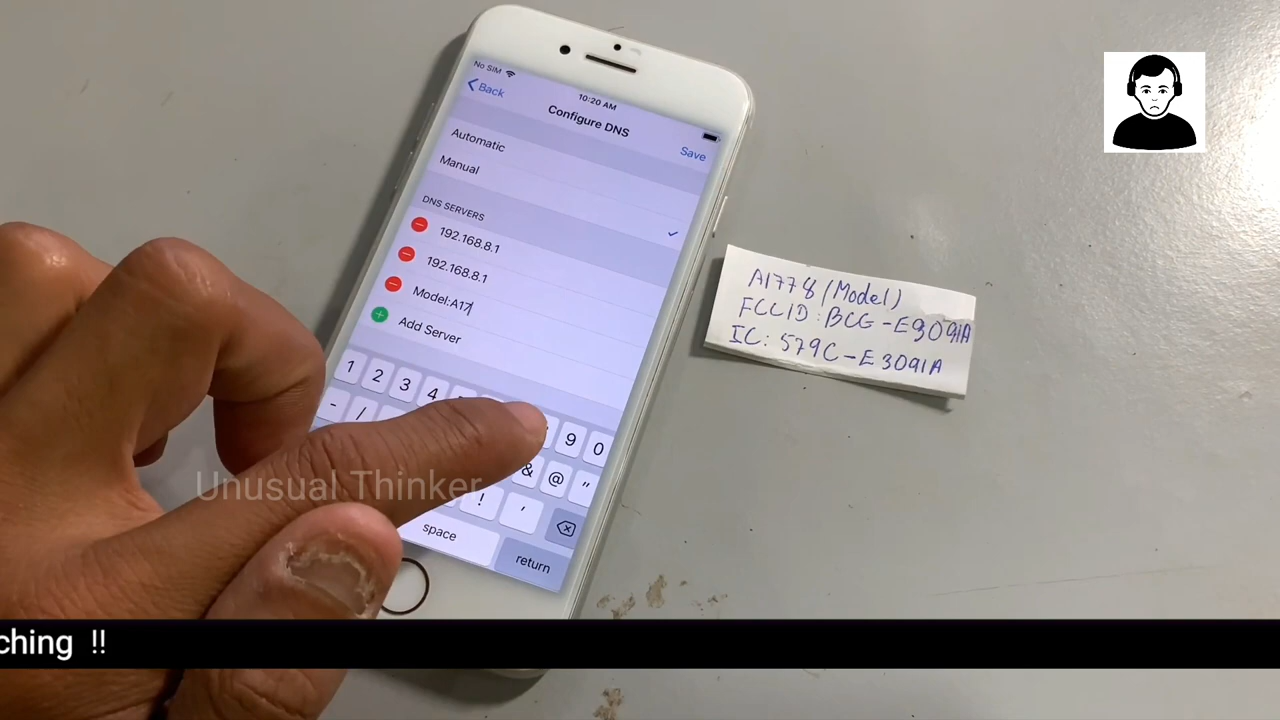 No SIM
10:20 AM
Back
Configure DNS
Save
Automatic
Manual
DNS SERVERS
192.168.8.1
192.168.8.1
Model:A17
Add Server
1 2 3 4
9 0
- /
& @ "
! '
space
return
A1778 (Model)
FCCID: BCG-E3091A
IC: 579C-E3091A
Unusual Thinker
ching !!